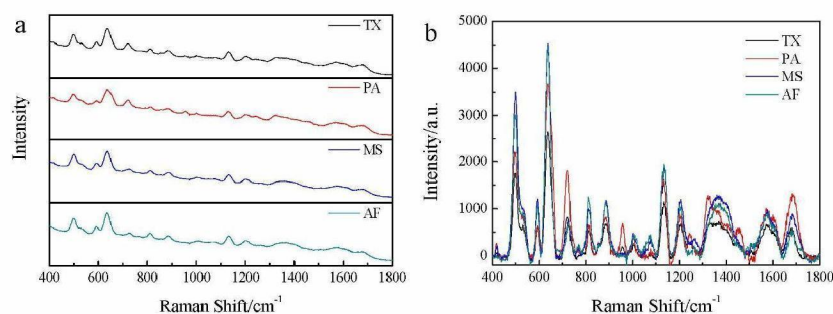 a
TX
PA
MS
AF
Intensity
400 600 800 1000 1200 1400 1600 1800
Raman Shift/cm⁻¹
b
5000
4000
3000
2000
1000
0
Intensity/a.u.
TX
PA
MS
AF
400 600 800 1000 1200 1400 1600 1800
Raman Shift/cm⁻¹